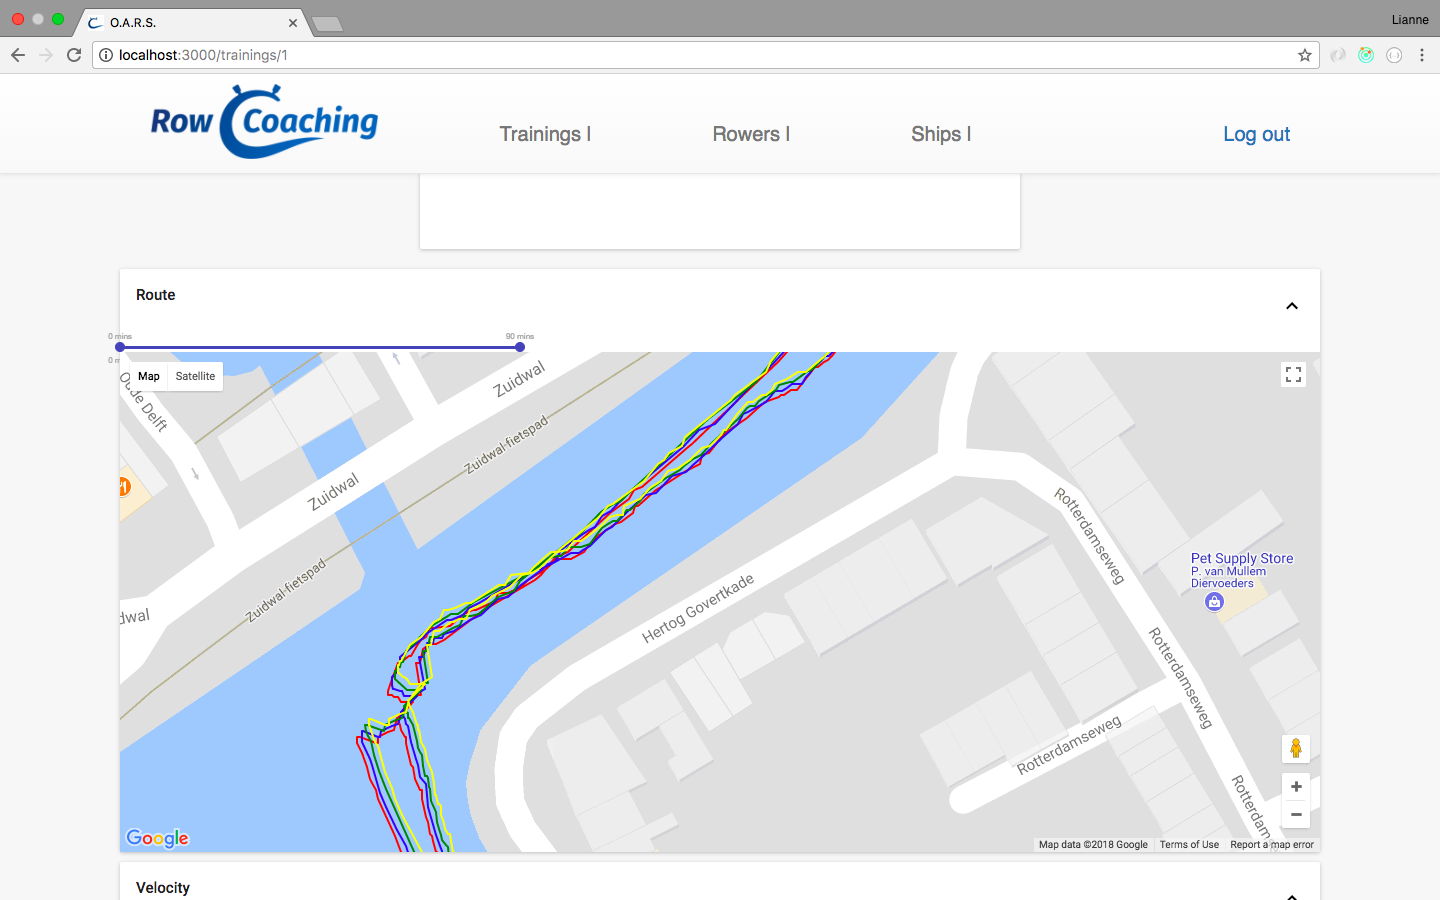 O.A.R.S.
Lianne
localhost:3000/trainings/1
Row Coaching
Trainings |
Rowers |
Ships |
Log out
Route
0 mins
90 mins
Map
Satellite
Oude Delft
Zuidwal
Zuidwal-fietspad
Zuidwal
Zuidwal-fietspad
dwal
Hertog Govertkade
Rotterdamseweg
Pet Supply Store
P. van Mullem
Diervoeders
Rotterdamseweg
Rotterdamseweg
Rotterdam
Google
Map data ©2018 Google
Terms of Use
Report a map error
Velocity